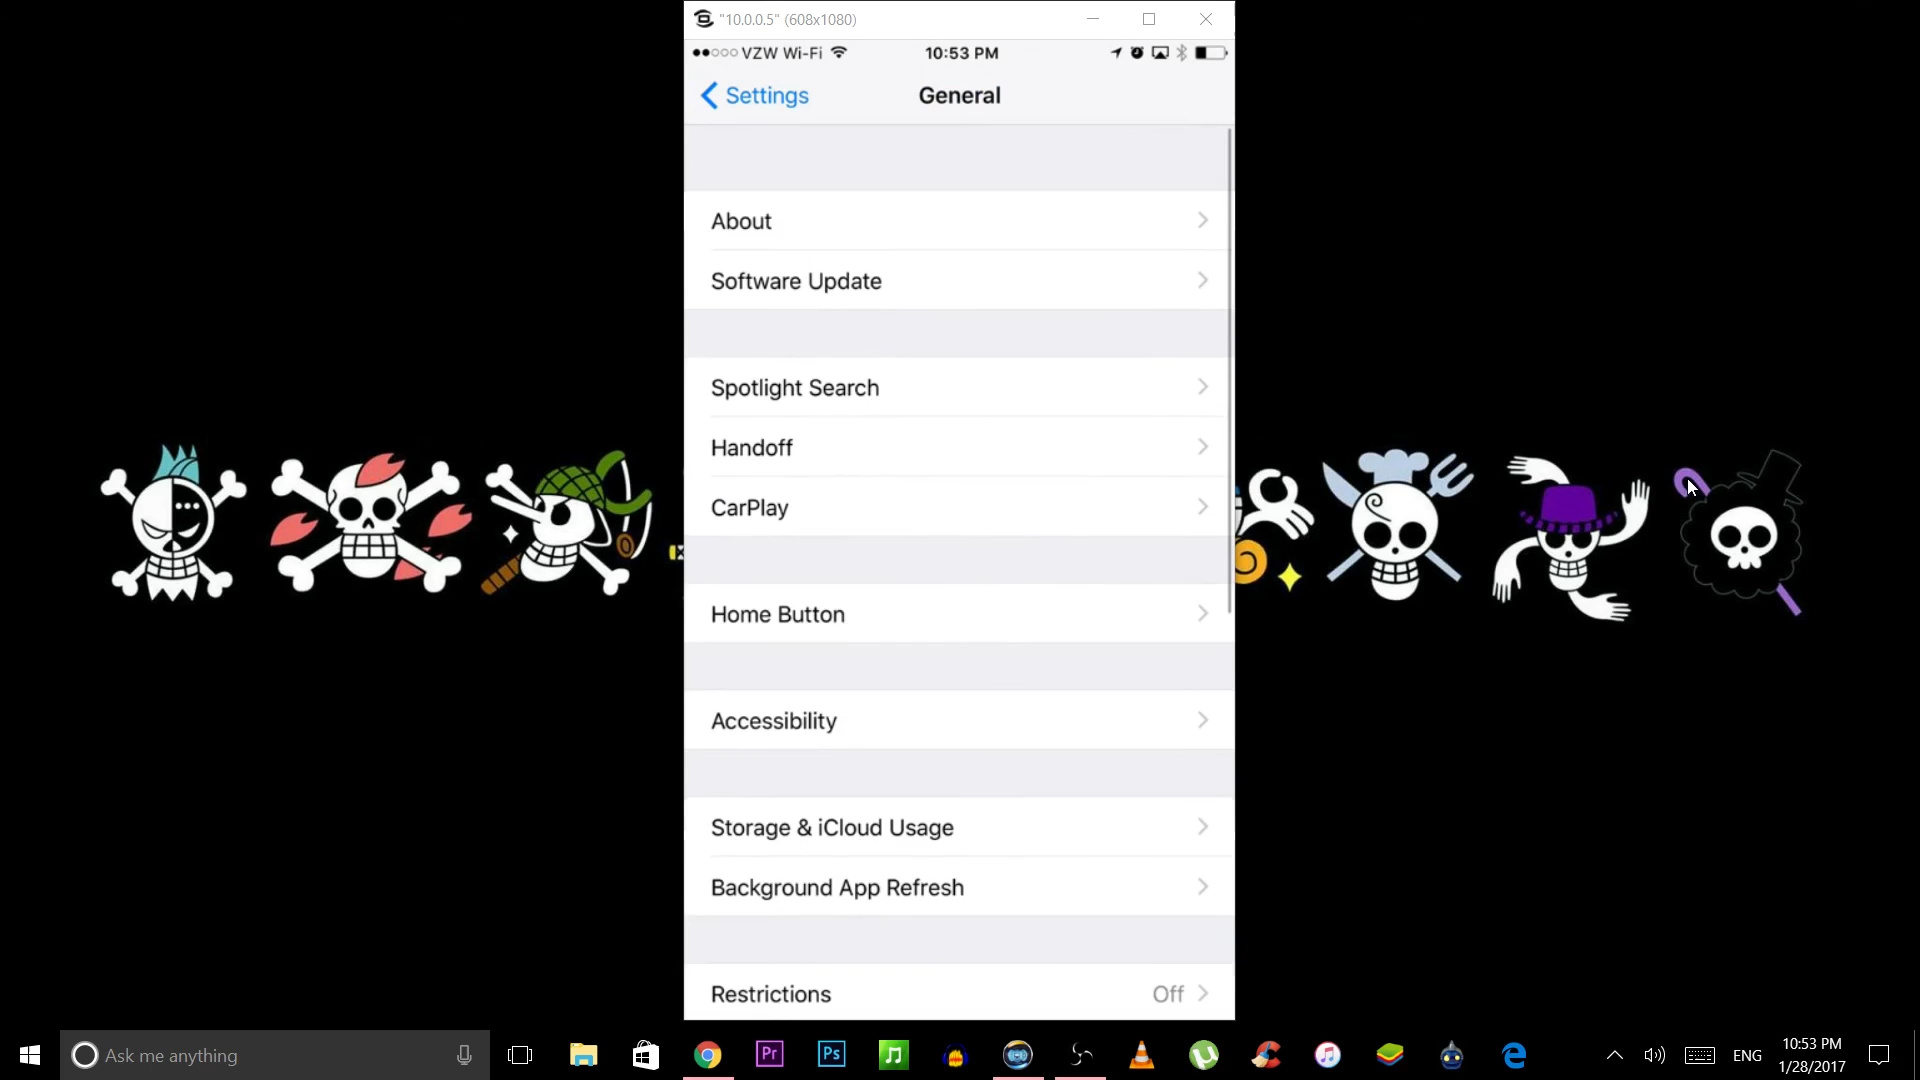 "10.0.0.5" (608x1080)
VZW Wi-Fi 10:53 PM
Settings General
About
Software Update
Spotlight Search
Handoff
CarPlay
Home Button
Accessibility
Storage & iCloud Usage
Background App Refresh
Restrictions Off
Ask me anything
Pr
Ps
ENG
10:53 PM
1/28/2017